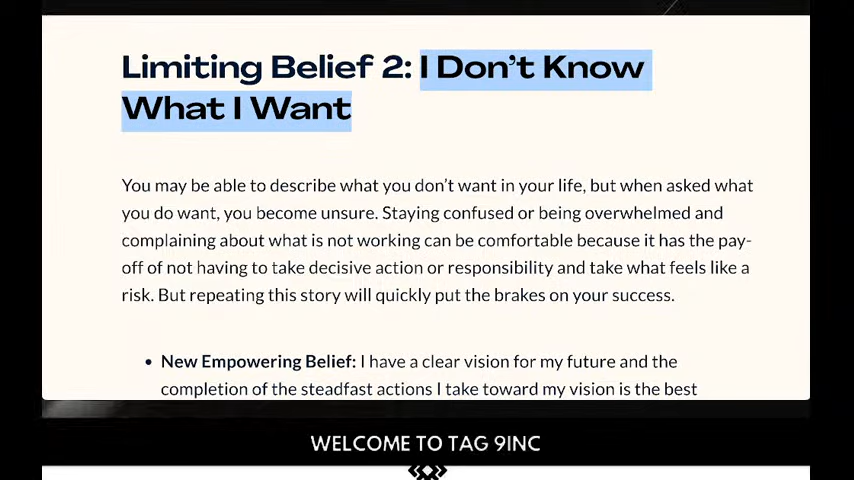 Limiting Belief 2: I Don't Know
What I Want
You may be able to describe what you don't want in your life, but when asked what
you do want, you become unsure. Staying confused or being overwhelmed and
complaining about what is not working can be comfortable because it has the pay-
off of not having to take decisive action or responsibility and take what feels like a
risk. But repeating this story will quickly put the brakes on your success.
• New Empowering Belief: I have a clear vision for my future and the
completion of the steadfast actions I take toward my vision is the best
WELCOME TO TAG 9INC